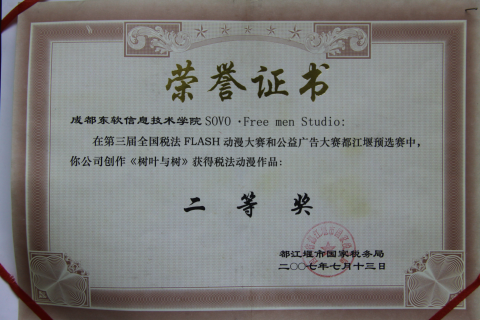 荣誉证书
成都东软信息技术学院 SOVO·Free men Studio:
在第三届全国税法 FLASH 动漫大赛和公益广告大赛都江堰预选赛中,
你公司创作《树叶与树》获得税法动漫作品:
二等奖
都江堰市国家税务局
二〇〇七年七月十三日